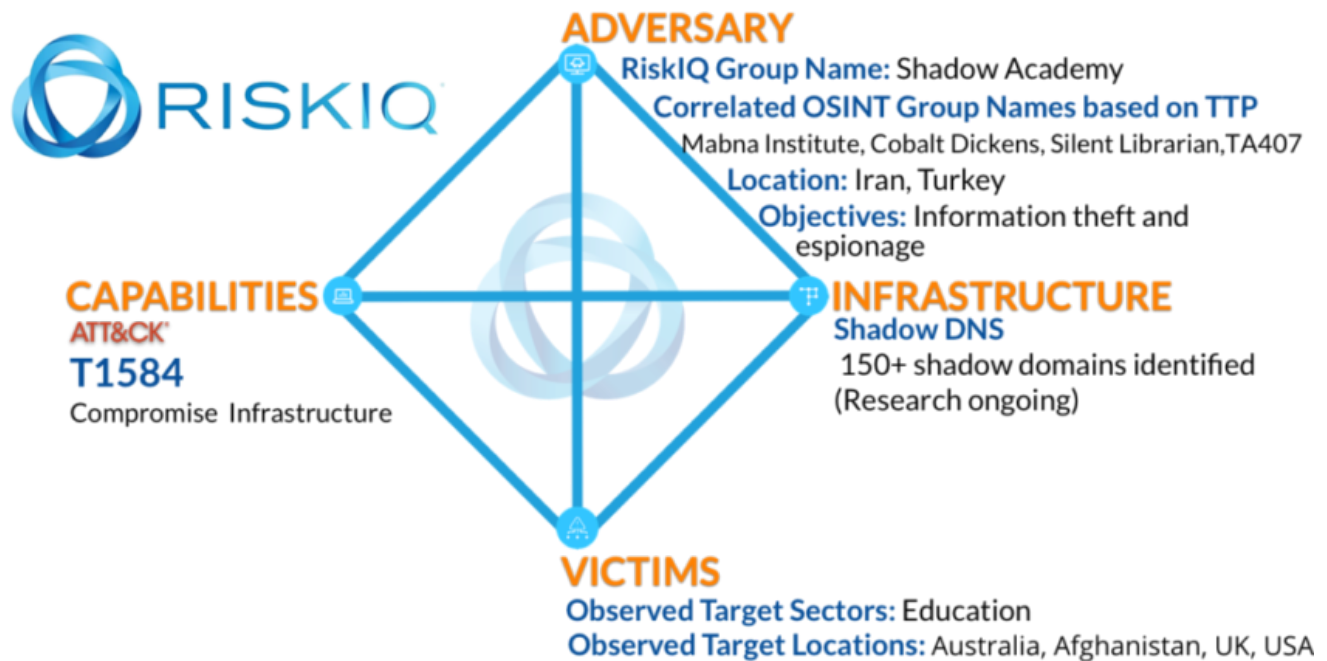 ADVERSARY
RISKIQ
RiskIQ Group Name: Shadow Academy
Correlated OSINT Group Names based on TTP
Mabna Institute, Cobalt Dickens, Silent Librarian,TA407
Location: Iran, Turkey
Objectives: Information theft and
espionage
CAPABILITIES
ATT&CK®
T1584
Compromise Infrastructure
INFRASTRUCTURE
Shadow DNS
150+ shadow domains identified
(Research ongoing)
VICTIMS
Observed Target Sectors: Education
Observed Target Locations: Australia, Afghanistan, UK, USA